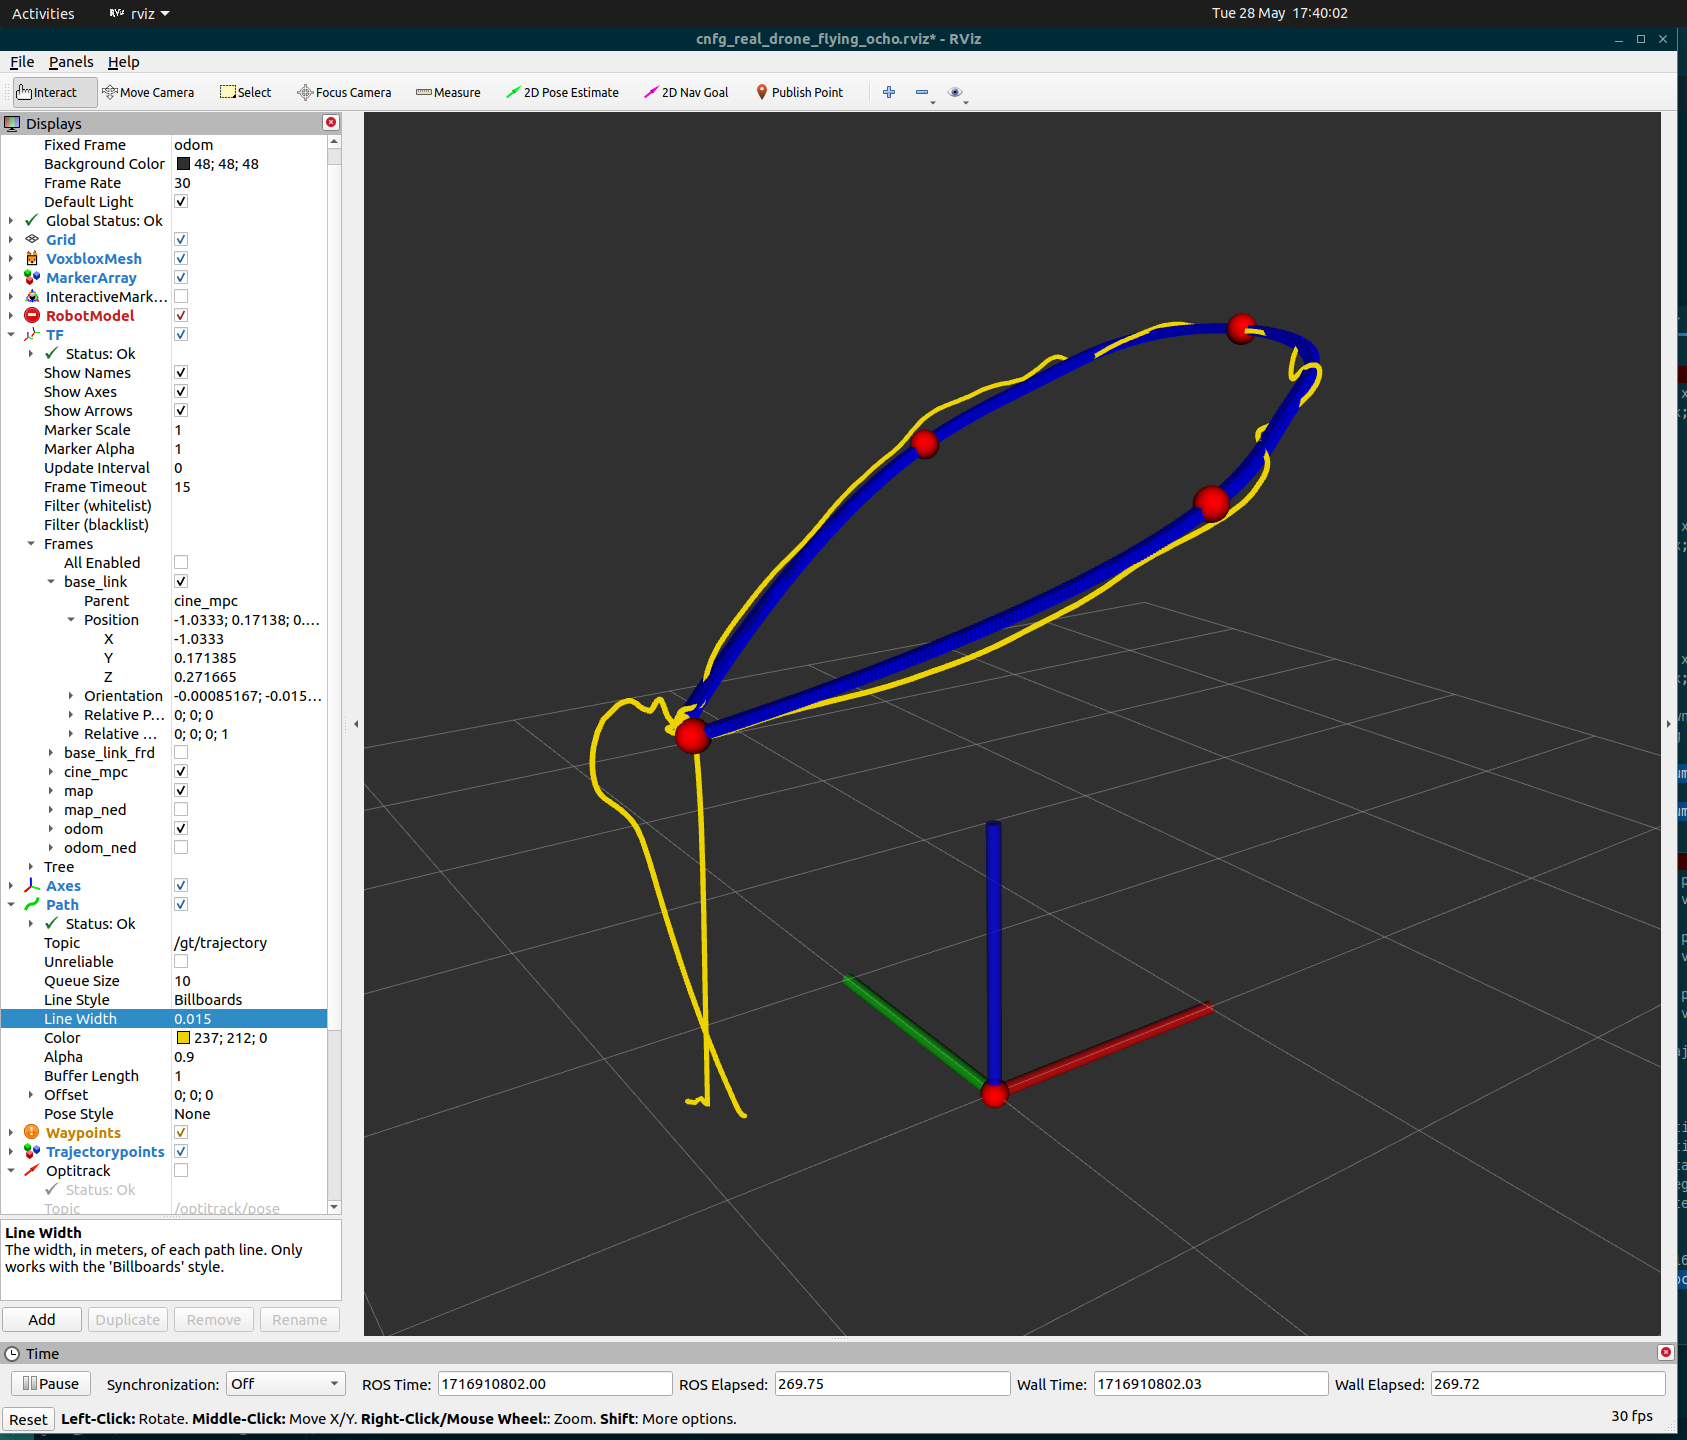 Activities
rviz
Tue 28 May 17:40:02
cnfg_real_drone_flying_ocho.rviz* - RViz
File Panels Help
Interact Move Camera Select Focus Camera Measure 2D Pose Estimate 2D Nav Goal Publish Point
Displays
Fixed Frame odom
Background Color 48; 48; 48
Frame Rate 30
Default Light
Global Status: Ok
Grid
VoxbloxMesh
MarkerArray
InteractiveMark...
RobotModel
TF
Status: Ok
Show Names
Show Axes
Show Arrows
Marker Scale 1
Marker Alpha 1
Update Interval 0
Frame Timeout 15
Filter (whitelist)
Filter (blacklist)
Frames
All Enabled
base_link
Parent cine_mpc
Position -1.0333; 0.17138; 0....
X -1.0333
Y 0.171385
Z 0.271665
Orientation -0.00085167; -0.015...
Relative P... 0; 0; 0
Relative ... 0; 0; 0; 1
base_link_frd
cine_mpc
map
map_ned
odom
odom_ned
Tree
Axes
Path
Status: Ok
Topic /gt/trajectory
Unreliable
Queue Size 10
Line Style Billboards
Line Width 0.015
Color 237; 212; 0
Alpha 0.9
Buffer Length 1
Offset 0; 0; 0
Pose Style None
Waypoints
Trajectorypoints
Optitrack
Status: Ok
Topic /optitrack/pose
Line Width
The width, in meters, of each path line. Only
works with the 'Billboards' style.
Add Duplicate Remove Rename
Time
Pause Synchronization: Off ROS Time: 1716910802.00 ROS Elapsed: 269.75 Wall Time: 1716910802.03 Wall Elapsed: 269.72
Reset Left-Click: Rotate. Middle-Click: Move X/Y. Right-Click/Mouse Wheel:: Zoom. Shift: More options. 30 fps